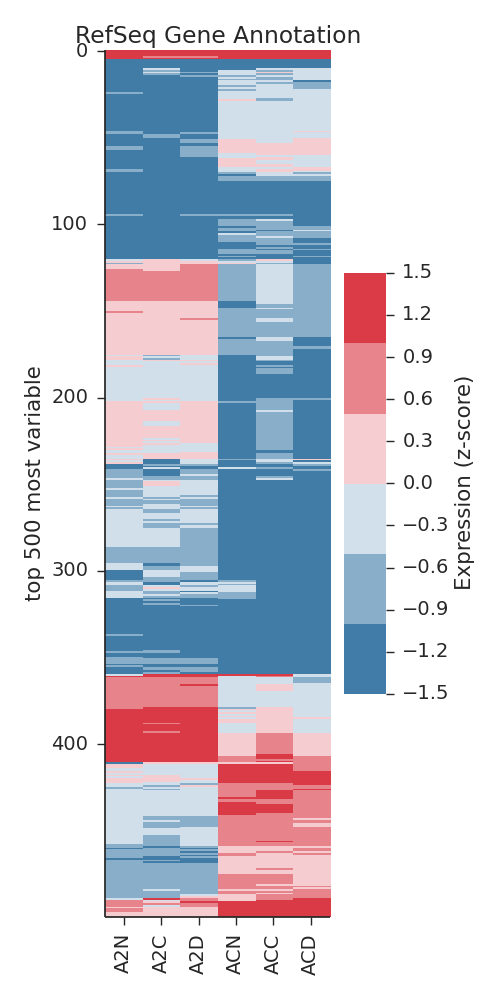 RefSeq Gene Annotation
0
100
200
300
400
top 500 most variable
A2N
A2C
A2D
ACN
ACC
ACD
1.5
1.2
0.9
0.6
0.3
0.0
−0.3
−0.6
−0.9
−1.2
−1.5
Expression (z-score)